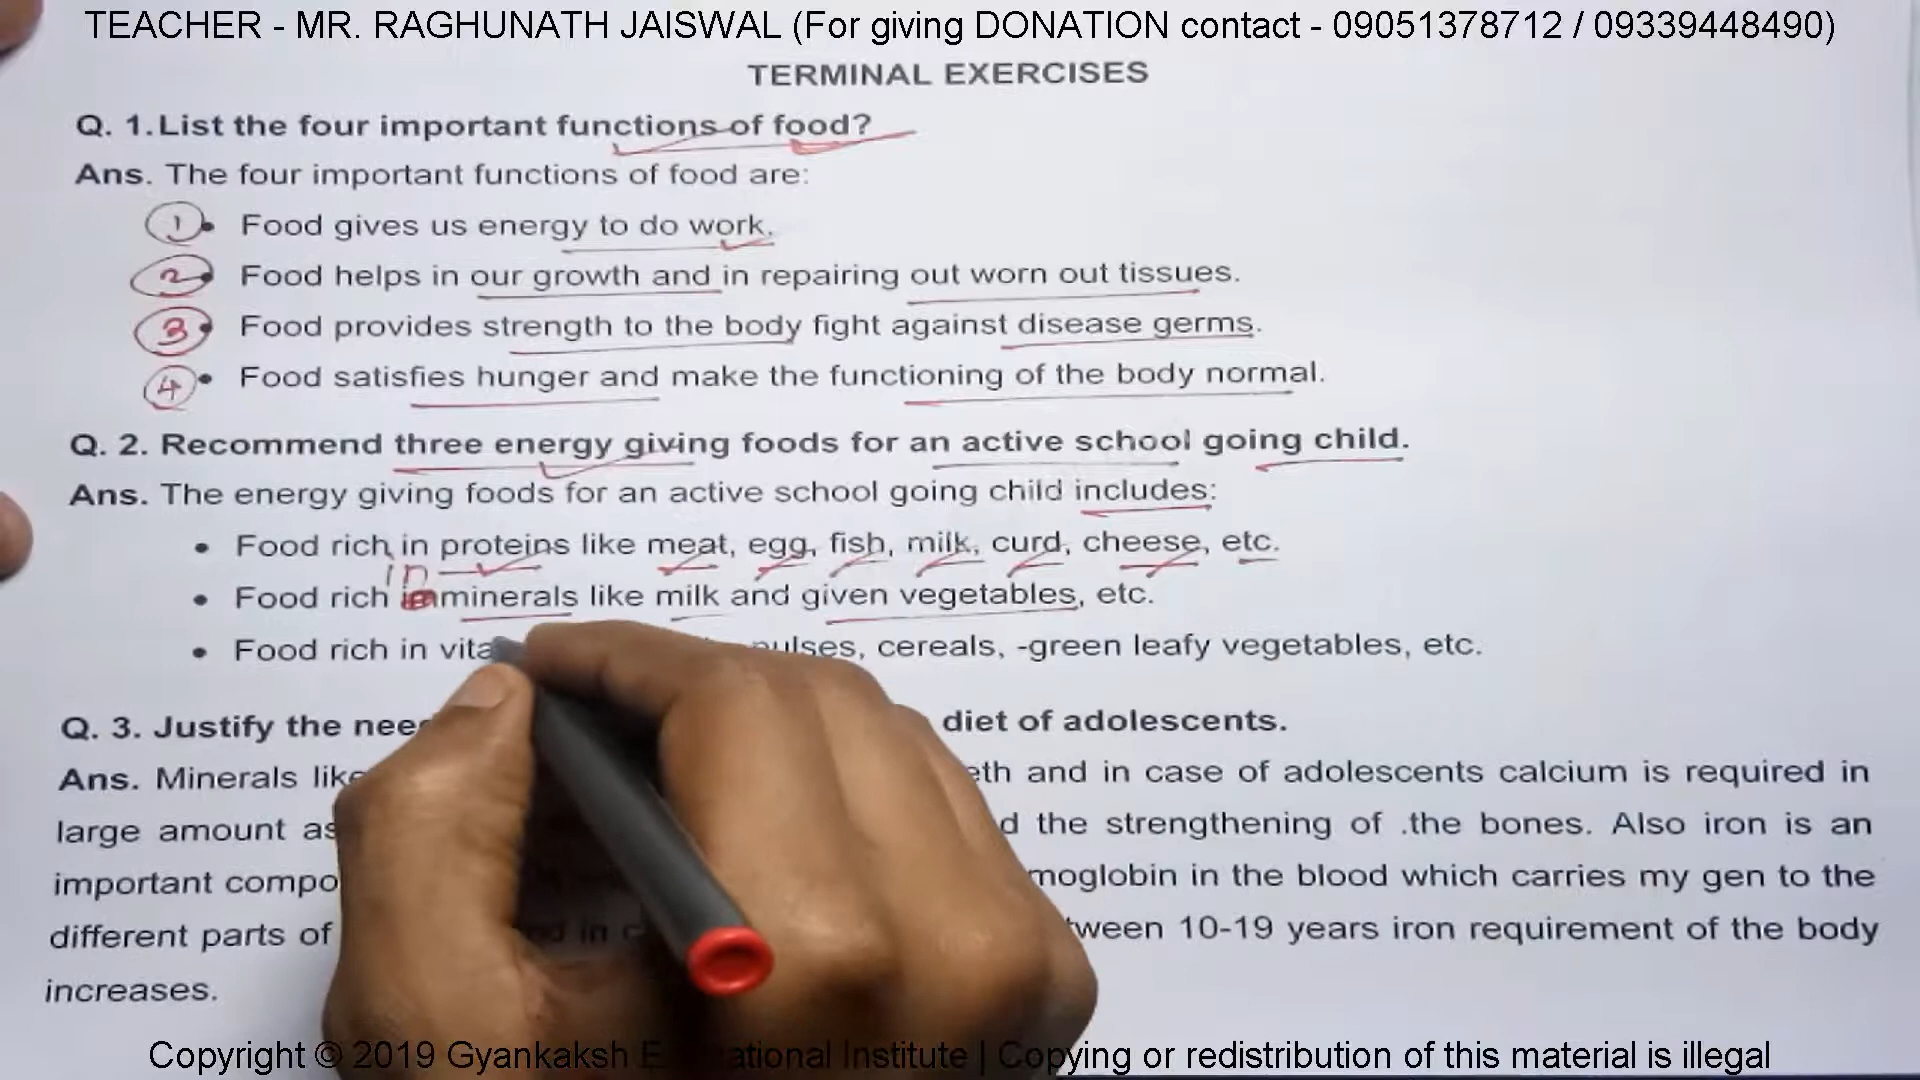 TEACHER - MR. RAGHUNATH JAISWAL (For giving DONATION contact - 09051378712 / 09339448490)
TERMINAL EXERCISES
Q. 1. List the four important functions of food?
Ans. The four important functions of food are:
1 • Food gives us energy to do work.
2 • Food helps in our growth and in repairing out worn out tissues.
3 • Food provides strength to the body fight against disease germs.
4 • Food satisfies hunger and make the functioning of the body normal.
Q. 2. Recommend three energy giving foods for an active school going child.
Ans. The energy giving foods for an active school going child includes:
• Food rich in proteins like meat, egg, fish, milk, curd, cheese, etc.
in
• Food rich minerals like milk and given vegetables, etc.
• Food rich in pulses, cereals, -green leafy vegetables, etc.
Q. 3. Justify the diet of adolescents.
Ans. Minerals and in case of adolescents calcium is required in
large amount the strengthening of .the bones. Also iron is an
important in the blood which carries my gen to the
different parts of in 10-19 years iron requirement of the body
increases.
Copyright © 2019 Gyankaksh Institute | Copying or redistribution of this material is illegal